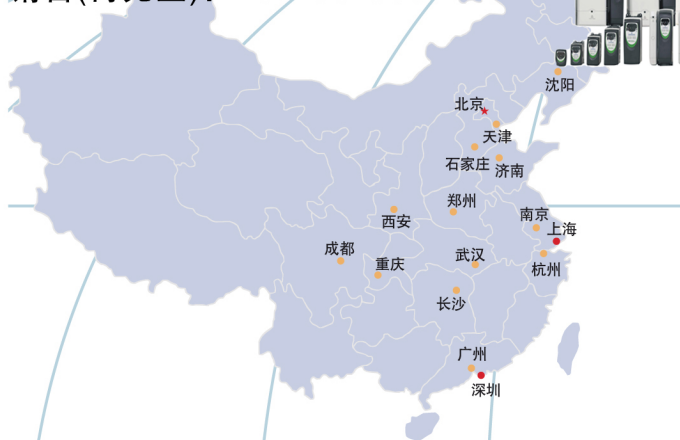 沈阳
北京
天津
石家庄
济南
郑州
西安
南京
上海
成都
重庆
武汉
杭州
长沙
广州
深圳